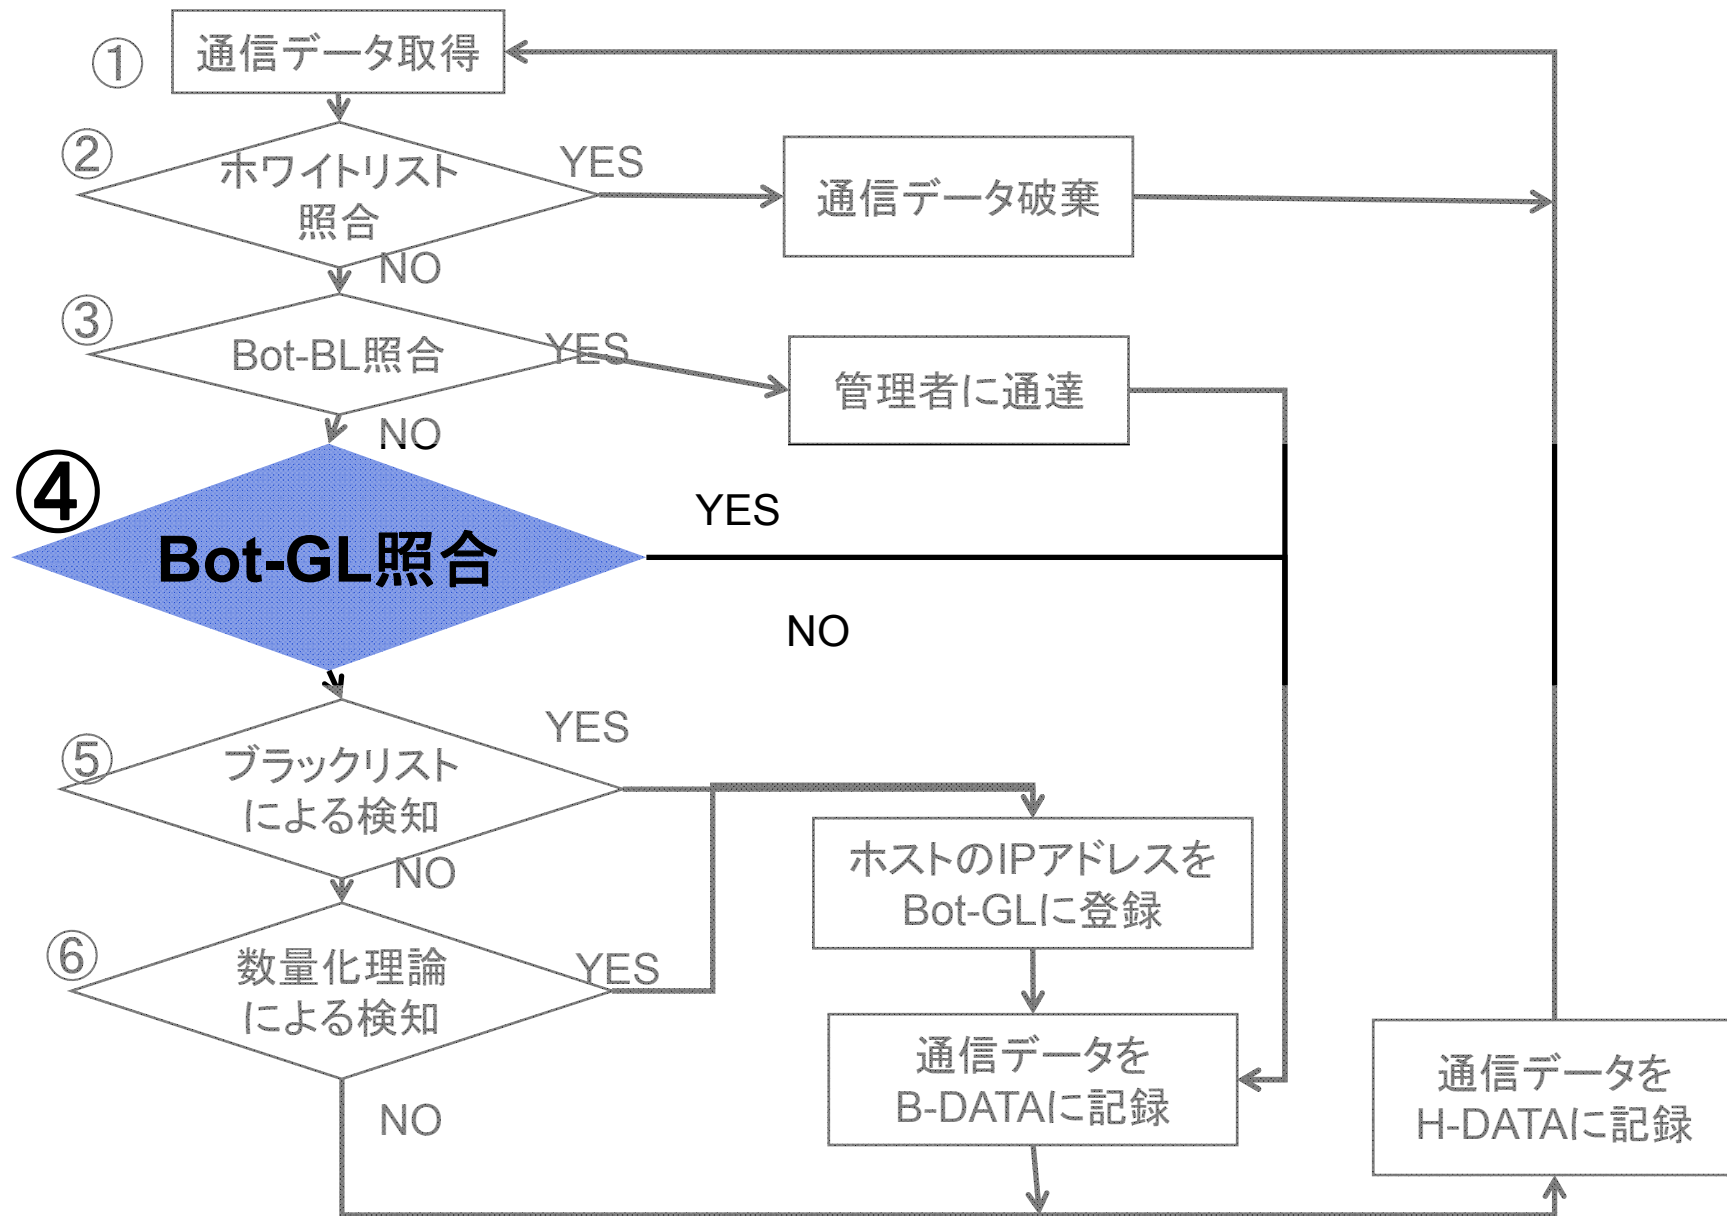 ①
通信データ取得
②
ホワイトリスト
照合
YES
通信データ破棄
NO
③
Bot-BL照合
YES
管理者に通達
NO
④
Bot-GL照合
YES
NO
⑤
ブラックリスト
による検知
YES
ホストのIPアドレスを
Bot-GLに登録
NO
⑥
数量化理論
による検知
YES
通信データを
B-DATAに記録
通信データを
H-DATAに記録
NO